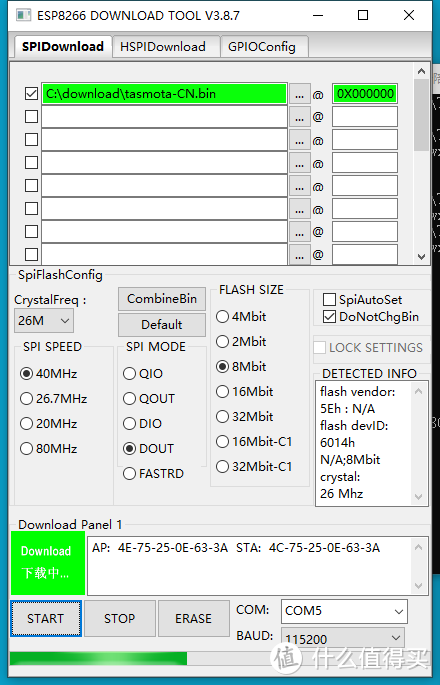 ESP8266 DOWNLOAD TOOL V3.8.7
SPIDownload HSPIDownload GPIOConfig
C:\download\tasmota-CN.bin ... @ 0X000000
... @
... @
... @
... @
... @
... @
... @
SpiFlashConfig
CrystalFreq :
26M
CombineBin
Default
SPI SPEED
40MHz
26.7MHz
20MHz
80MHz
SPI MODE
QIO
QOUT
DIO
DOUT
FASTRD
FLASH SIZE
4Mbit
2Mbit
8Mbit
16Mbit
32Mbit
16Mbit-C1
32Mbit-C1
SpiAutoSet
DoNotChgBin
LOCK SETTINGS
DETECTED INFO
flash vendor:
5Eh : N/A
flash devID:
6014h
N/A;8Mbit
crystal:
26 Mhz
Download Panel 1
Download
下载中...
AP: 4E-75-25-0E-63-3A STA: 4C-75-25-0E-63-3A
START STOP ERASE
COM: COM5
BAUD: 115200
值 什么值得买